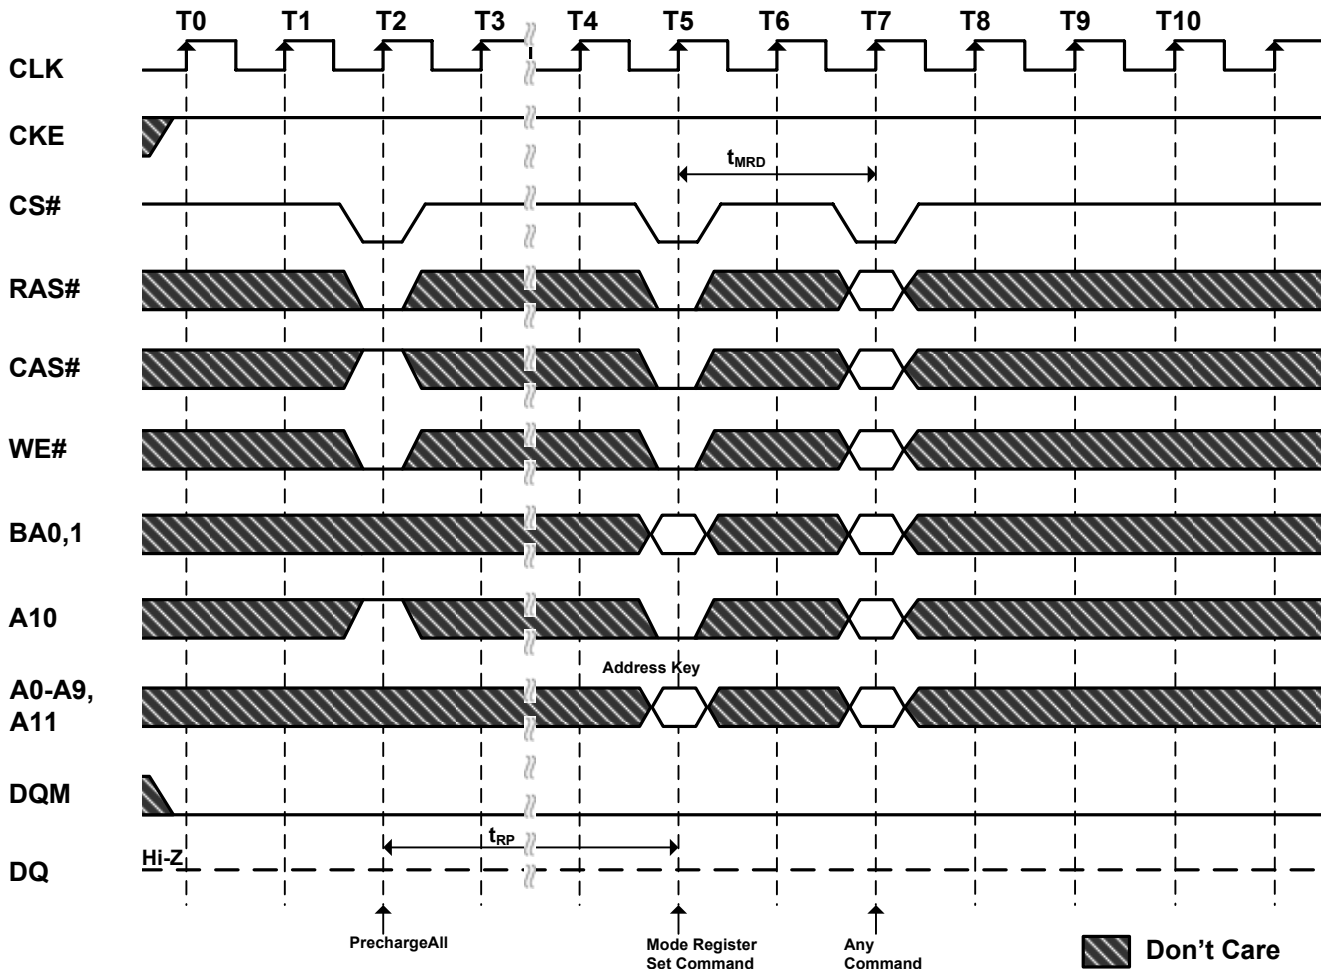 T0 T1 T2 T3 T4 T5 T6 T7 T8 T9 T10
CLK
CKE
tMRD
CS#
RAS#
CAS#
WE#
BA0,1
A10
Address Key
A0-A9,
A11
DQM
tRP
Hi-Z
DQ
PrechargeAll
Mode Register
Set Command
Any
Command
Don't Care